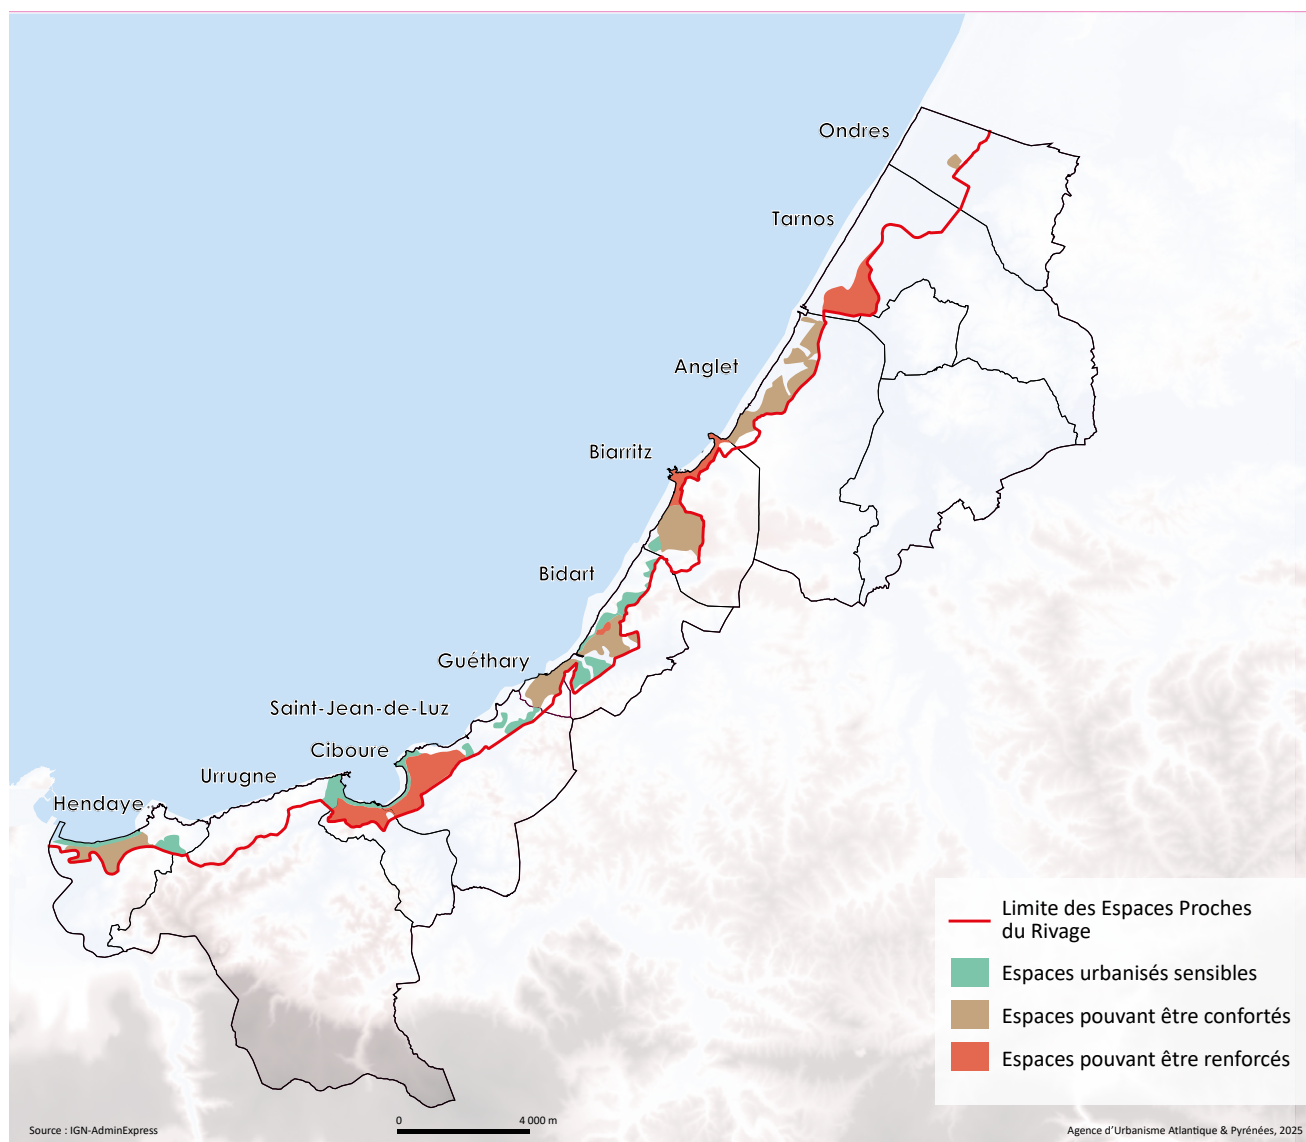 Ondres
Tarnos
Anglet
Biarritz
Bidart
Guéthary
Saint-Jean-de-Luz
Ciboure
Urrugne
Hendaye
Limite des Espaces Proches
du Rivage
Espaces urbanisés sensibles
Espaces pouvant être confortés
Espaces pouvant être renforcés
0 4 000 m
Source : IGN-AdminExpress
Agence d'Urbanisme Atlantique & Pyrénées, 2025